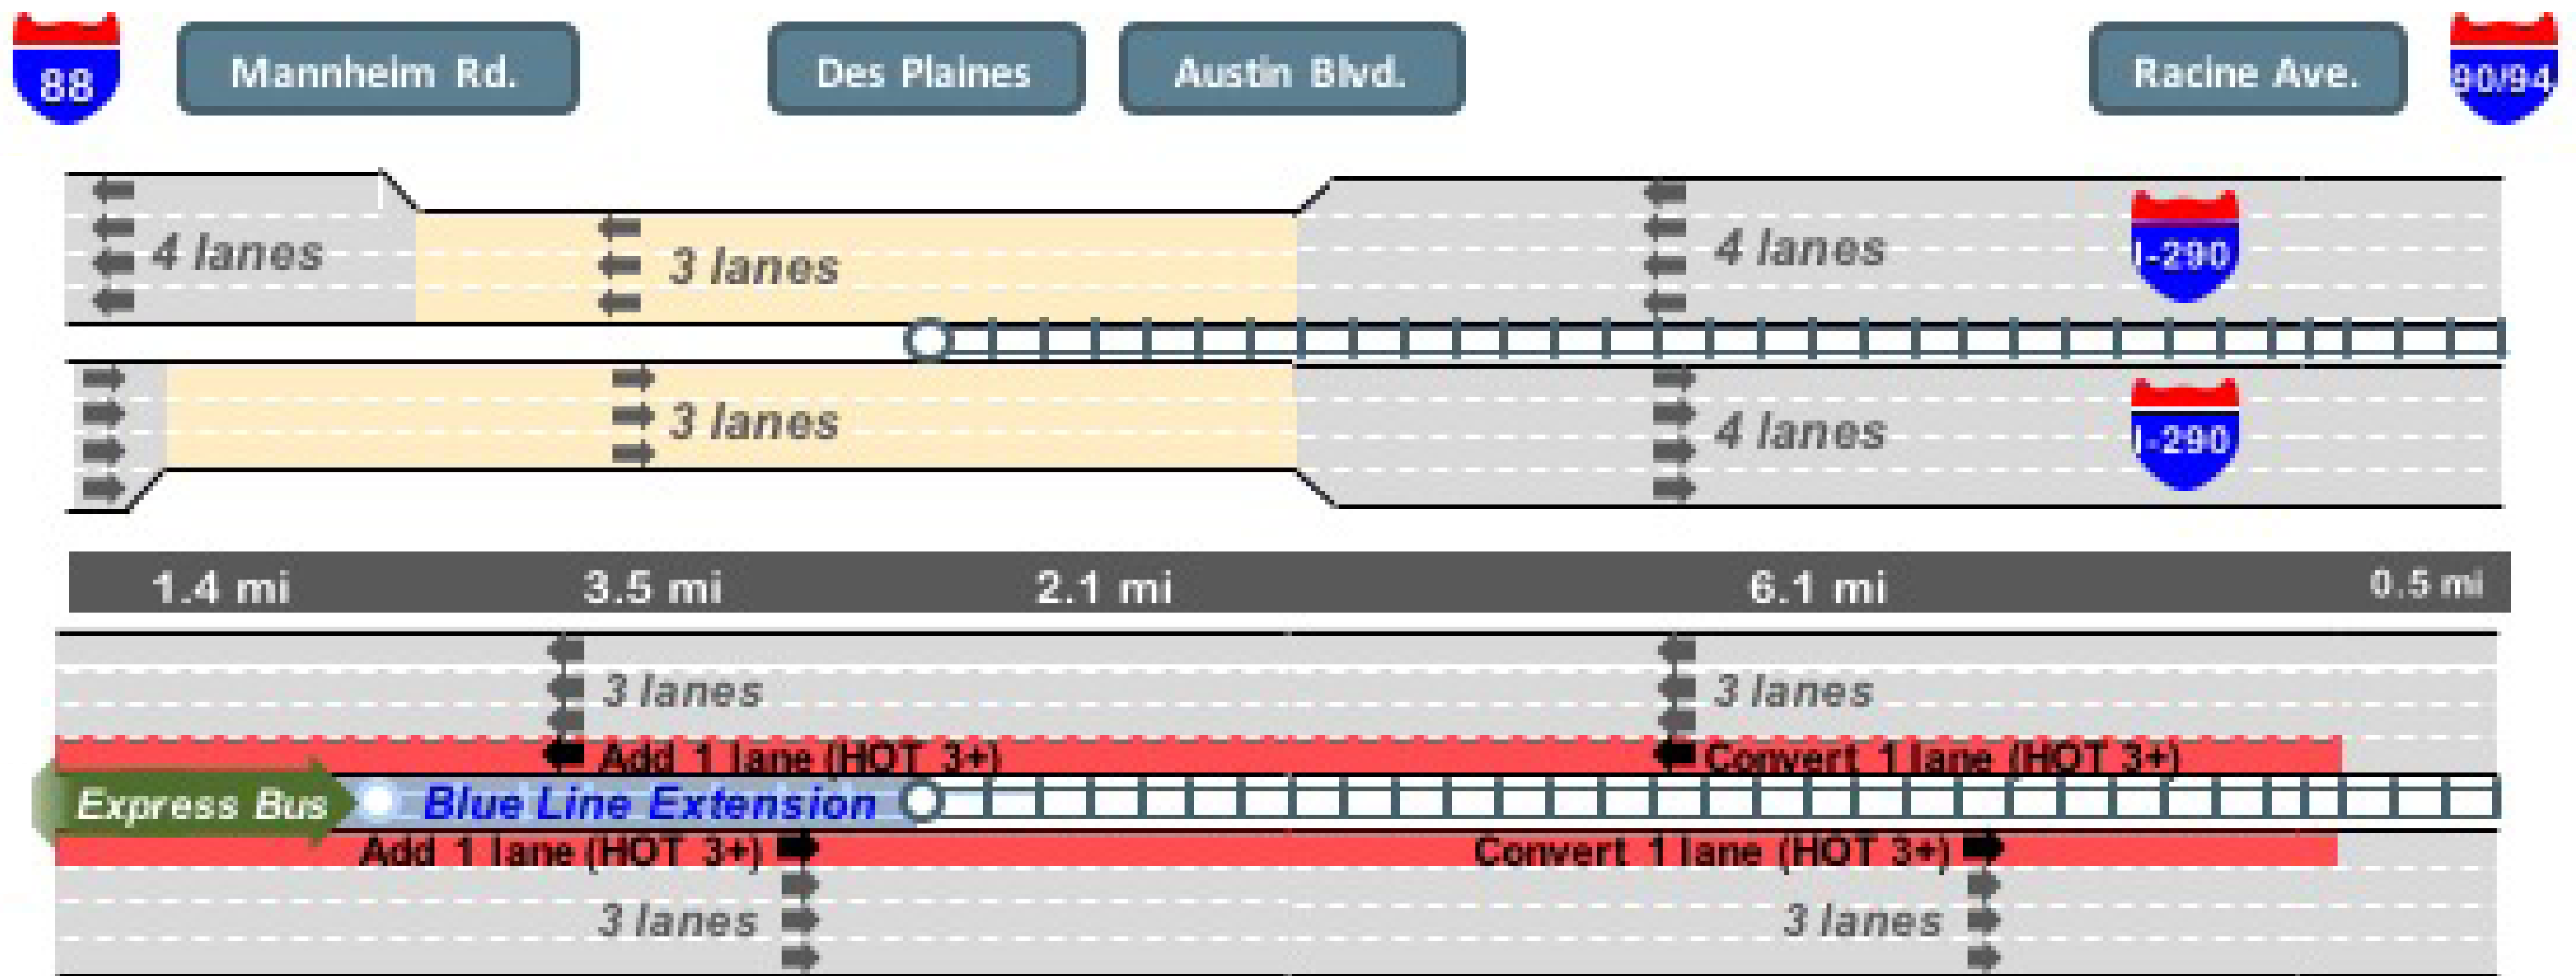 88 Mannheim Rd. Des Plaines Austin Blvd. Racine Ave. 90/94
4 lanes 3 lanes 4 lanes I-290
3 lanes 4 lanes I-290
1.4 mi 3.5 mi 2.1 mi 6.1 mi 0.5 mi
3 lanes 3 lanes
Add 1 lane (HOT 3+) Convert 1 lane (HOT 3+)
Express Bus Blue Line Extension
Add 1 lane (HOT 3+) Convert 1 lane (HOT 3+)
3 lanes 3 lanes